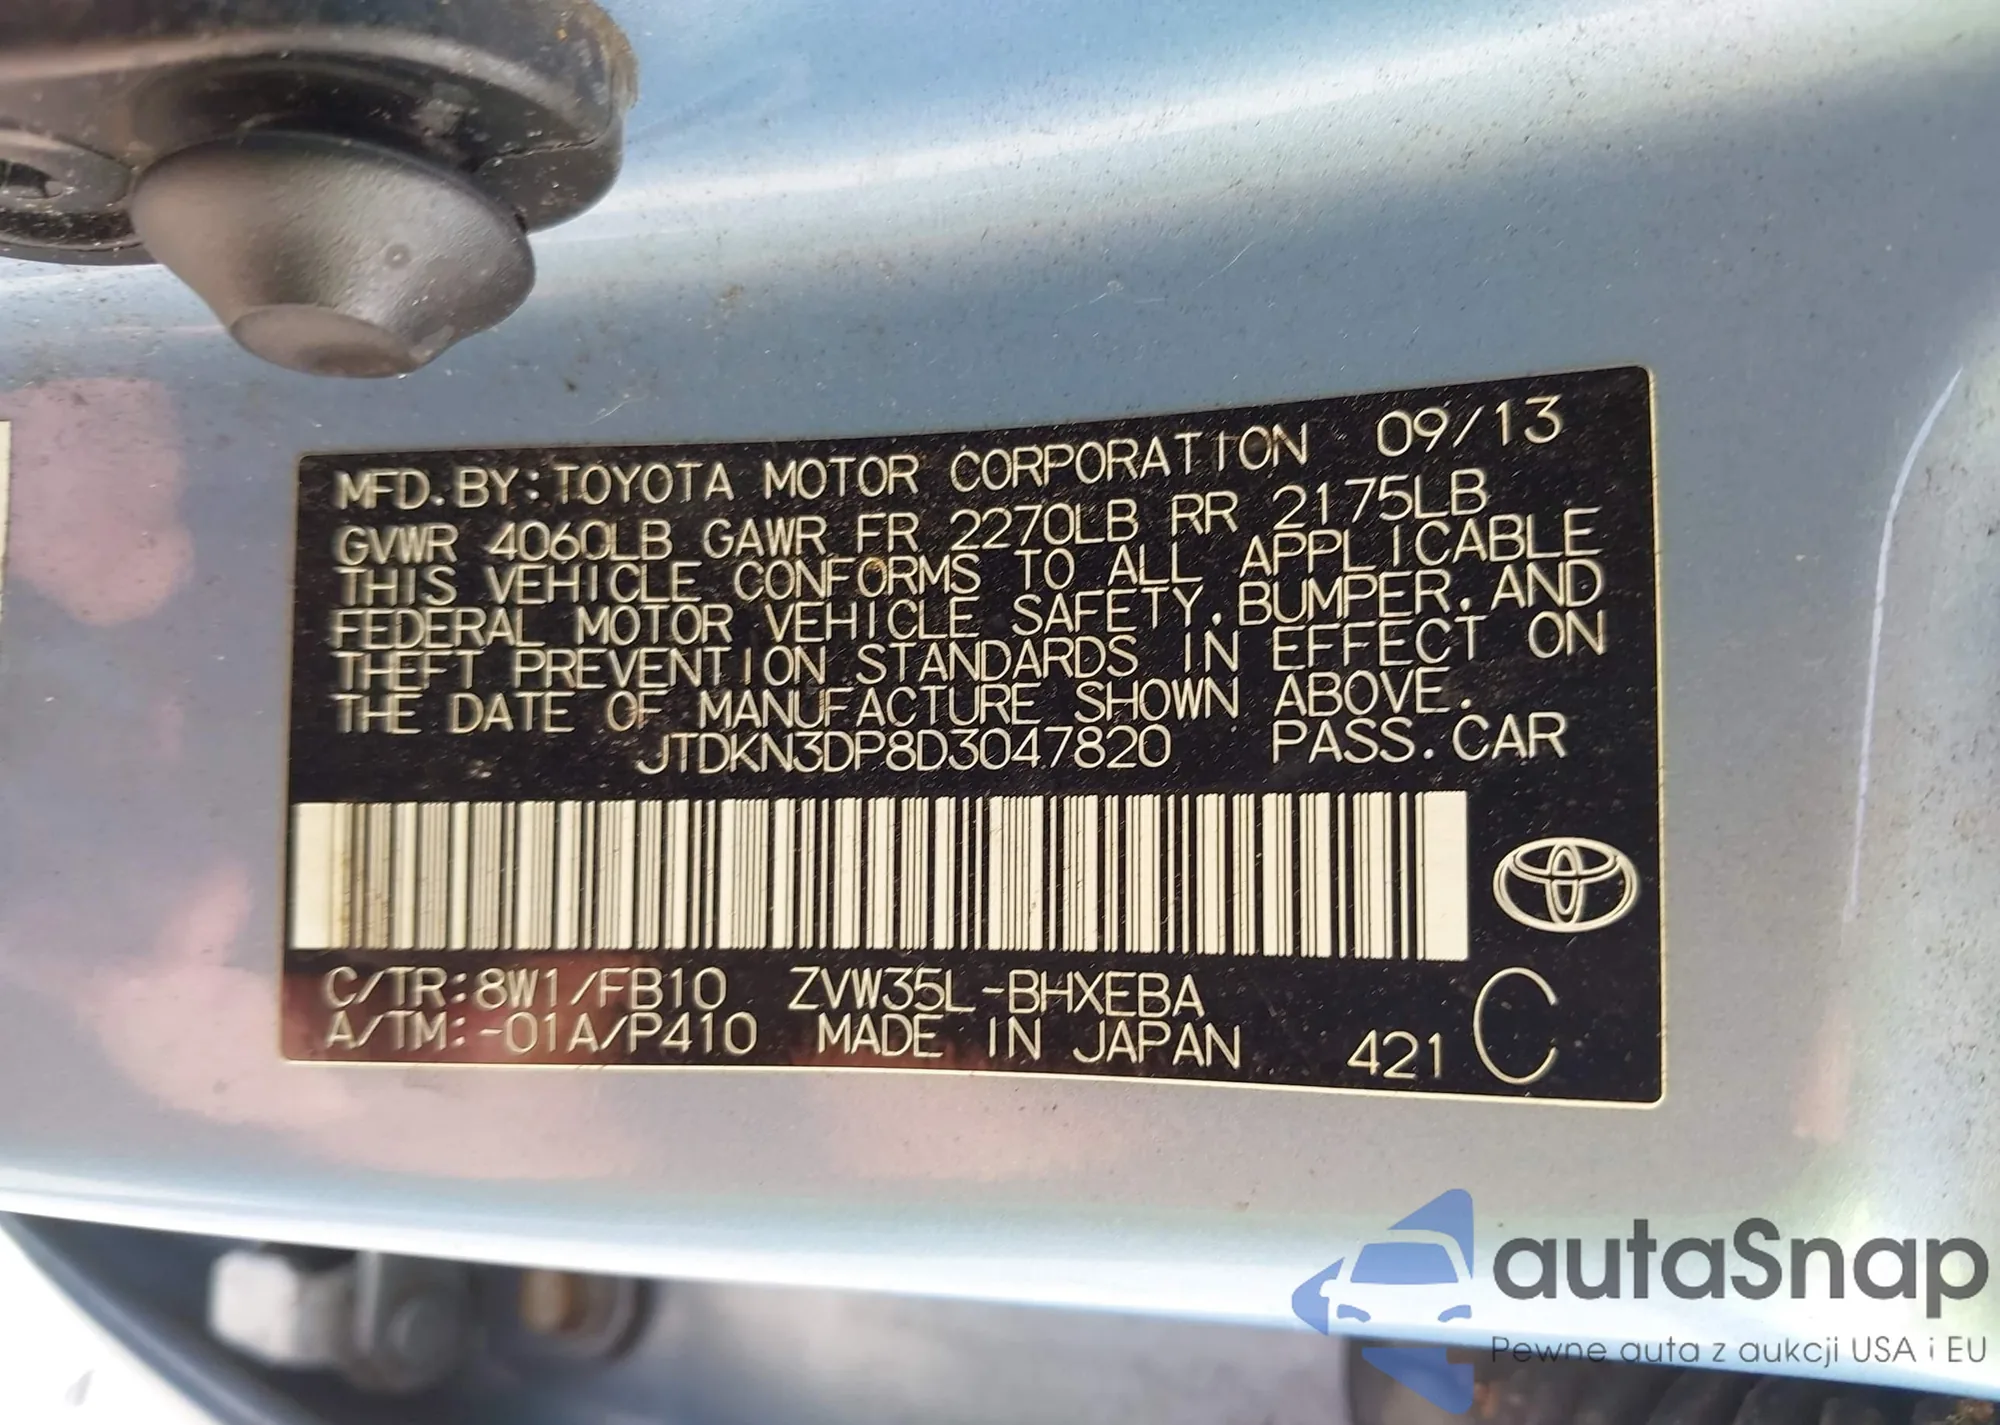 MFD.BY:TOYOTA MOTOR CORPORATION 09/13
GVWR 4060LB GAWR FR 2270LB RR 2175LB
THIS VEHICLE CONFORMS TO ALL APPLICABLE
FEDERAL MOTOR VEHICLE SAFETY, BUMPER, AND
THEFT PREVENTION STANDARDS IN EFFECT ON
THE DATE OF MANUFACTURE SHOWN ABOVE.
JTDKN3DP8D3047820 PASS.CAR
C/TR:8W1/FB10 ZVW35L-BHXEBA
A/TM:-01A/P410 MADE IN JAPAN 421 C
autaSnap
Pewne auta z aukcji USA i EU